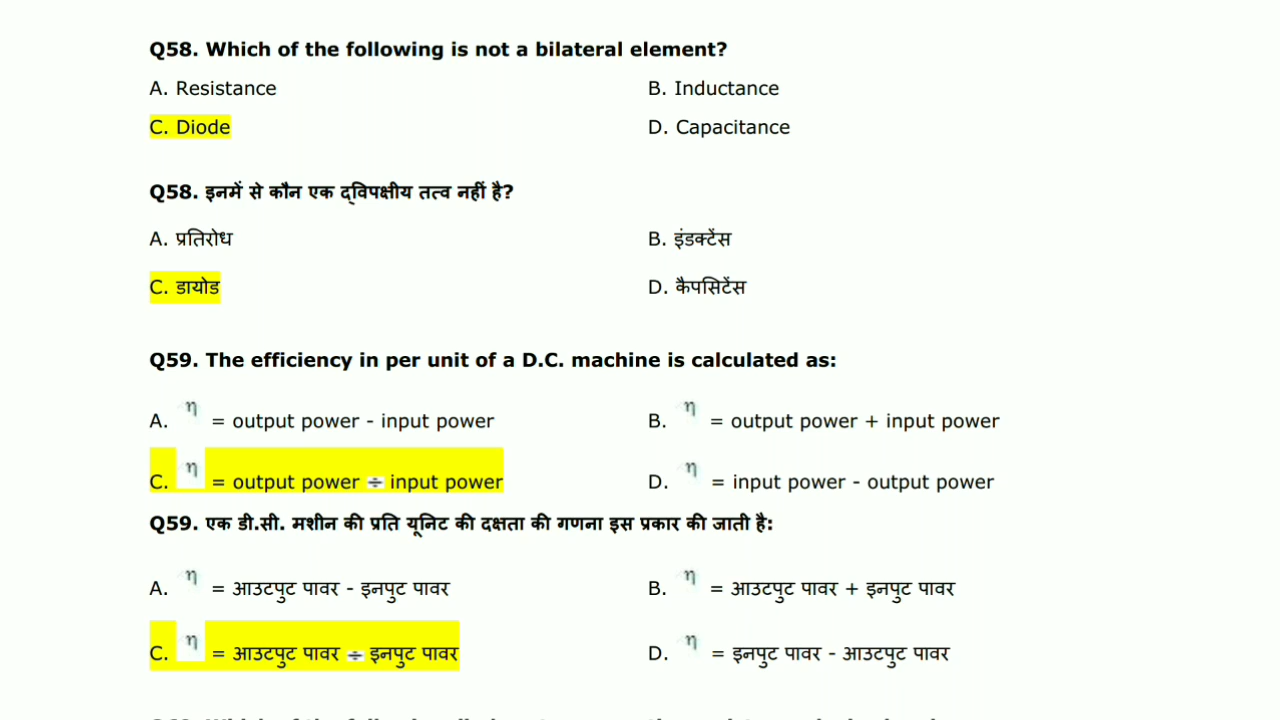 Q58. Which of the following is not a bilateral element?
A. Resistance B. Inductance
C. Diode D. Capacitance
Q58. इनमें से कौन एक द्विपक्षीय तत्व नहीं है?
A. प्रतिरोध B. इंडक्टेंस
C. डायोड D. कैपसिटेंस
Q59. The efficiency in per unit of a D.C. machine is calculated as:
A. η = output power - input power B. η = output power + input power
C. η = output power ÷ input power D. η = input power - output power
Q59. एक डी.सी. मशीन की प्रति यूनिट की दक्षता की गणना इस प्रकार की जाती है:
A. η = आउटपुट पावर - इनपुट पावर B. η = आउटपुट पावर + इनपुट पावर
C. η = आउटपुट पावर ÷ इनपुट पावर D. η = इनपुट पावर - आउटपुट पावर